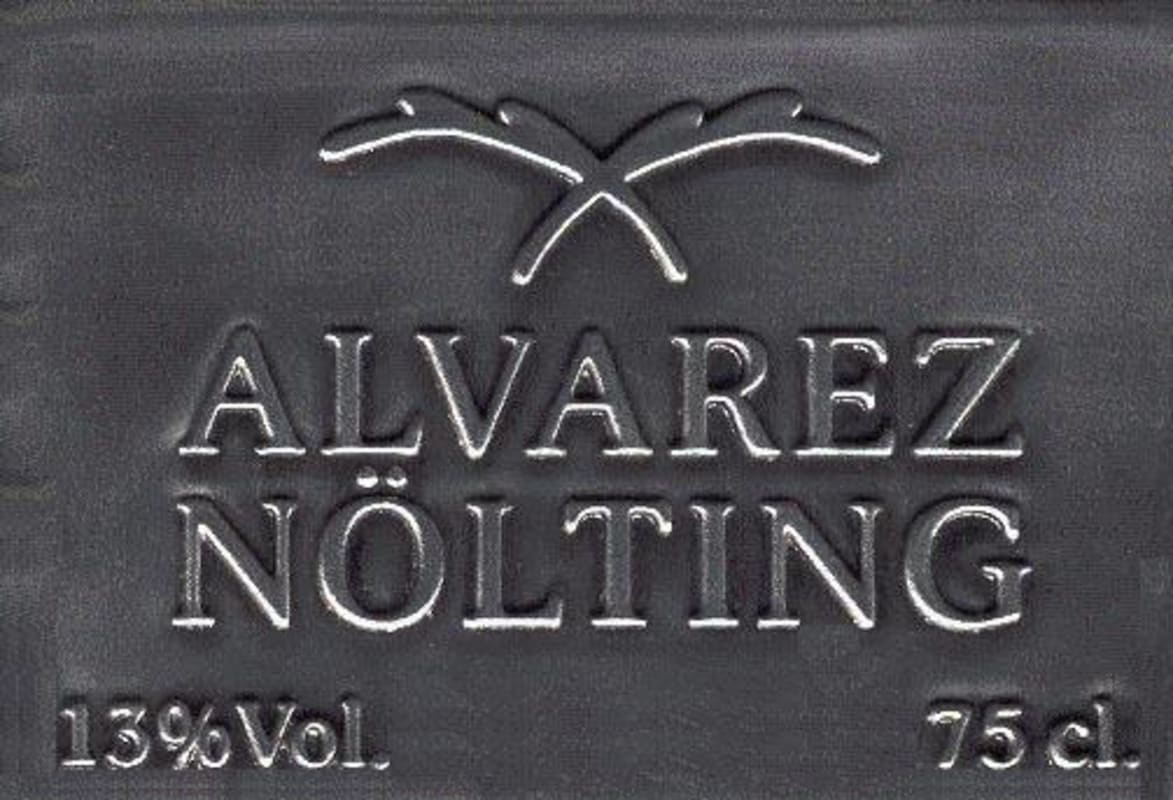 ALVAREZ
NÖLTING
13%Vol. 75 cl.